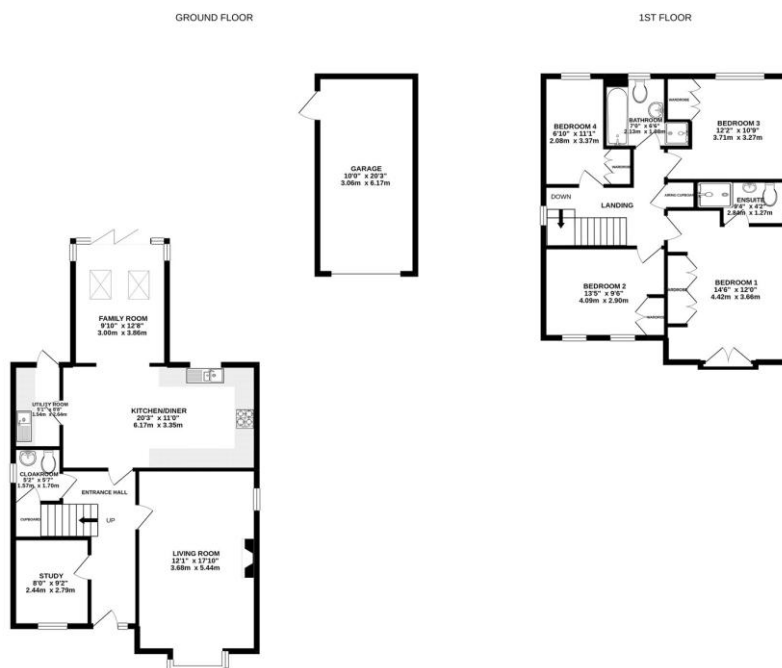 GROUND FLOOR
1ST FLOOR
GARAGE
10'0" x 20'3"
3.06m x 6.17m
FAMILY ROOM
9'10" x 12'8"
3.00m x 3.86m
UTILITY ROOM
KITCHEN/DINER
20'3" x 11'0"
6.17m x 3.35m
CLOAKROOM
5'2" x 5'7"
1.57m x 1.70m
ENTRANCE HALL
CUPBOARD
UP
STUDY
8'0" x 9'2"
2.44m x 2.79m
LIVING ROOM
12'1" x 17'10"
3.68m x 5.44m
BEDROOM 4
6'10" x 11'1"
2.08m x 3.37m
WARDROBE
BATHROOM
7'0" x 6'6"
WARDROBE
BEDROOM 3
12'2" x 10'9"
3.71m x 3.27m
DOWN
LANDING
AIRING CUPBOARD
ENSUITE
9'4" x 4'2"
2.84m x 1.27m
BEDROOM 2
13'5" x 9'6"
4.09m x 2.90m
WARDROBE
WARDROBE
BEDROOM 1
14'6" x 12'0"
4.42m x 3.66m